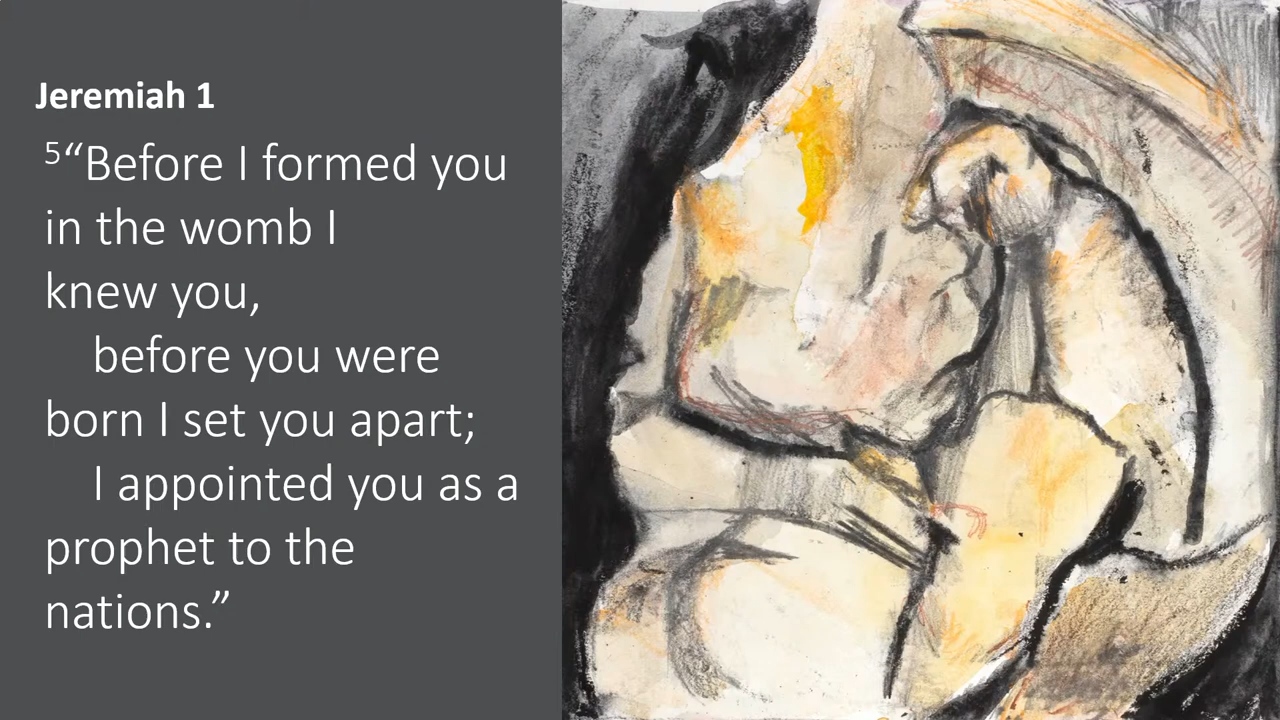 Jeremiah 1
⁵“Before I formed you
in the womb I
knew you,
before you were
born I set you apart;
I appointed you as a
prophet to the
nations.”